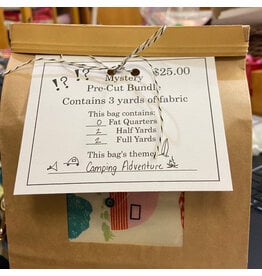 !? !?
Mystery $25.00
Pre-Cut Bundle
Contains 3 yards of fabric
This bag contains:
0 Fat Quarters
2 Half Yards
2 Full Yards
This bag's theme:
Camping Adventure